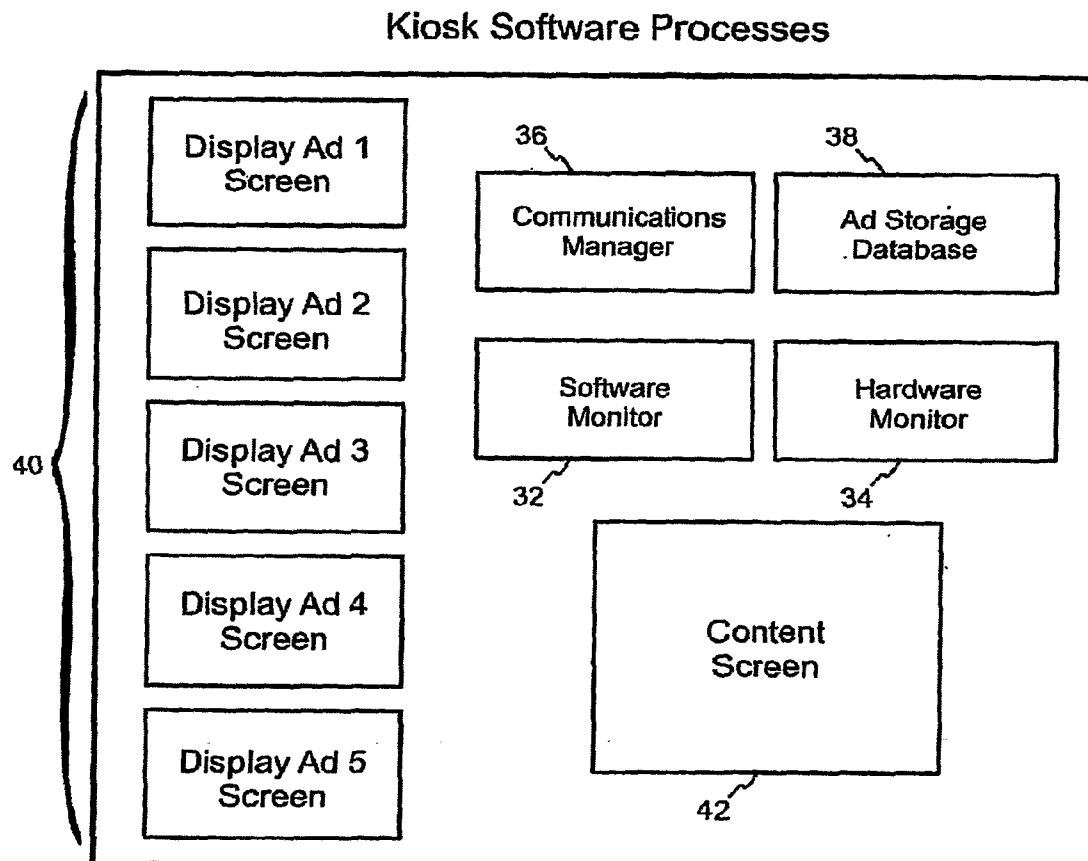 Kiosk Software Processes
40
Display Ad 1
Screen
Display Ad 2
Screen
Display Ad 3
Screen
Display Ad 4
Screen
Display Ad 5
Screen
36
Communications
Manager
38
Ad Storage
Database
Software
Monitor
32
Hardware
Monitor
34
Content
Screen
42